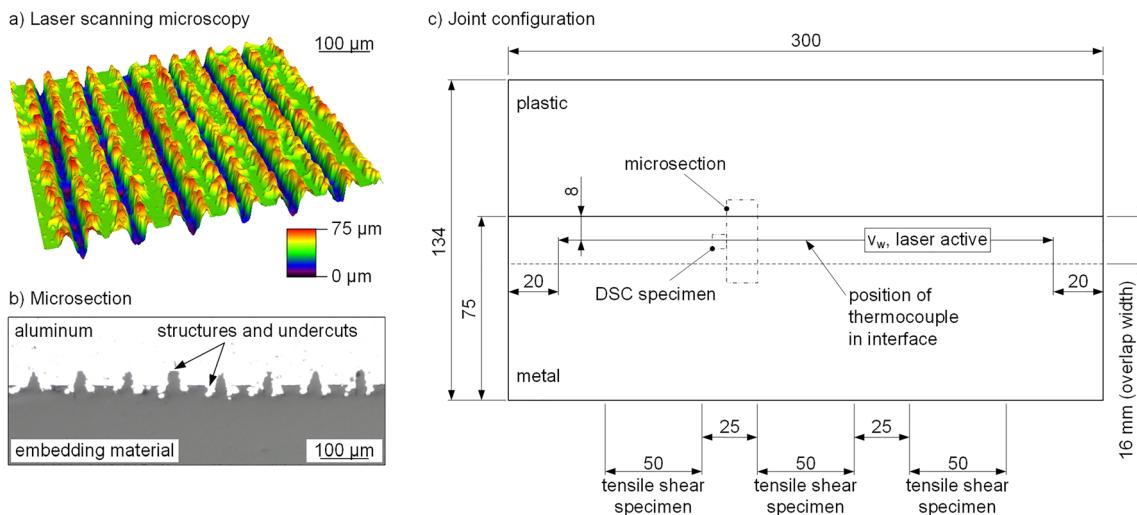 a) Laser scanning microscopy
100 µm
75 µm
0 µm
b) Microsection
aluminum
structures and undercuts
embedding material
100 µm
c) Joint configuration
300
plastic
microsection
8
134
v_w, laser active
20
20
DSC specimen
75
position of
thermocouple
in interface
metal
16 mm (overlap width)
25
25
50
50
50
tensile shear
specimen
tensile shear
specimen
tensile shear
specimen